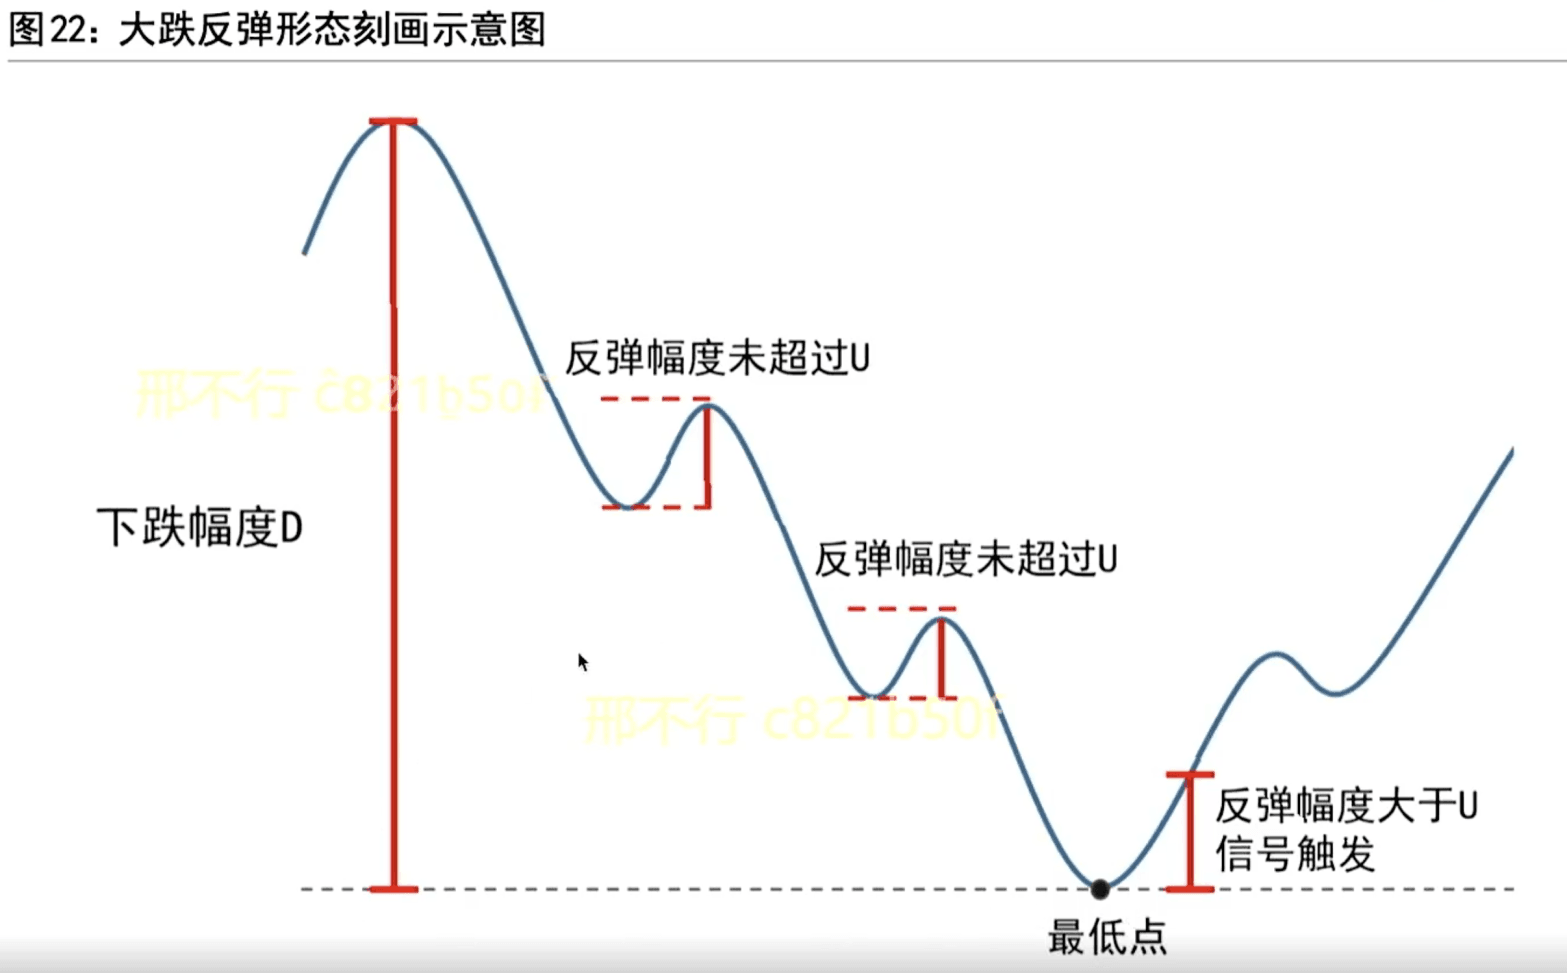 图22：大跌反弹形态刻画示意图
反弹幅度未超过U
邢不行 c821b50f
下跌幅度D
反弹幅度未超过U
邢不行 c821b50f
反弹幅度大于U
信号触发
最低点